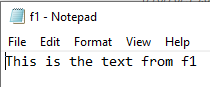 f1 - Notepad
File Edit Format View Help
This is the text from f1